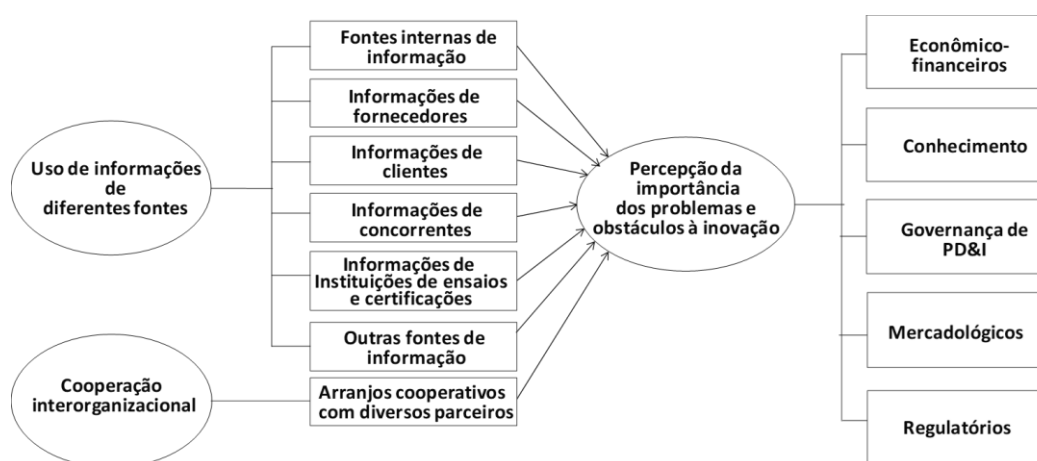 Uso de informações
de
diferentes fontes
Cooperação
interorganizacional
Fontes internas de
informação
Informações de
fornecedores
Informações de
clientes
Informações de
concorrentes
Informações de
Instituições de ensaios
e certificações
Outras fontes de
informação
Arranjos cooperativos
com diversos parceiros
Percepção da
importância
dos problemas e
obstáculos à inovação
Econômico-
financeiros
Conhecimento
Governança de
PD&I
Mercadológicos
Regulatórios